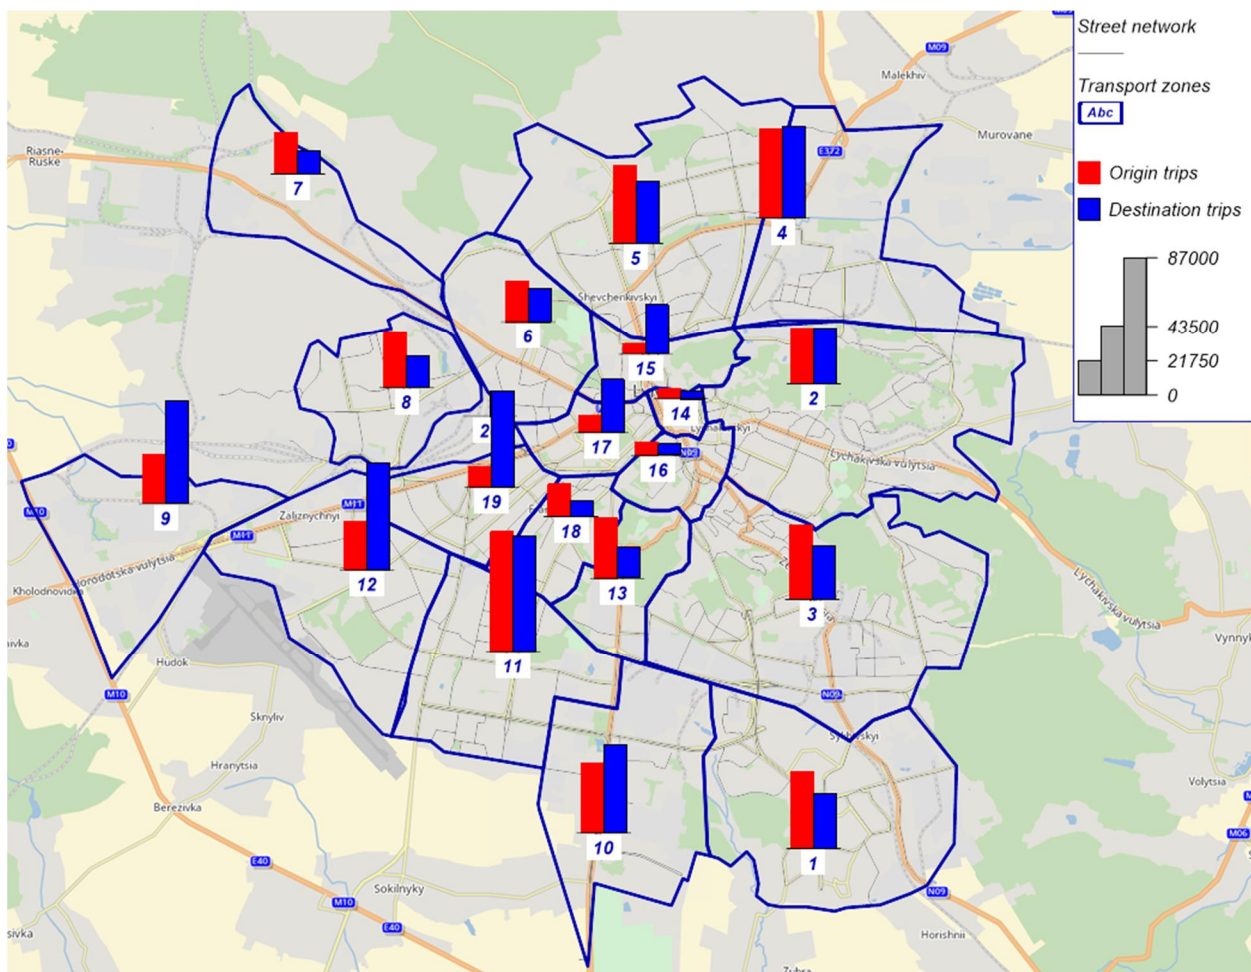 Street network
Transport zones
Abc
Origin trips
Destination trips
87000
43500
21750
0
M09
Malekhiv
Murovane
Riasne-
Ruske
E372
7
5
4
Shevchenkivskyi
6
15
2
8
14
2
17
16
N09
Lychakivska vulytsia
M10
9
M11
Zaliznychnyi
19
18
M11
Horodotska vulytsia
12
13
3
Kholodnovidka
11
Lychakivska vulytsia
Vynnyk
Hudok
M10
N09
Sknyliv
Sykhivskyi
Hranytsia
Volytsia
Berezivka
10
1
M06
E40
Sokilnyky
M10
N09
E40
Horishnii
Zubra